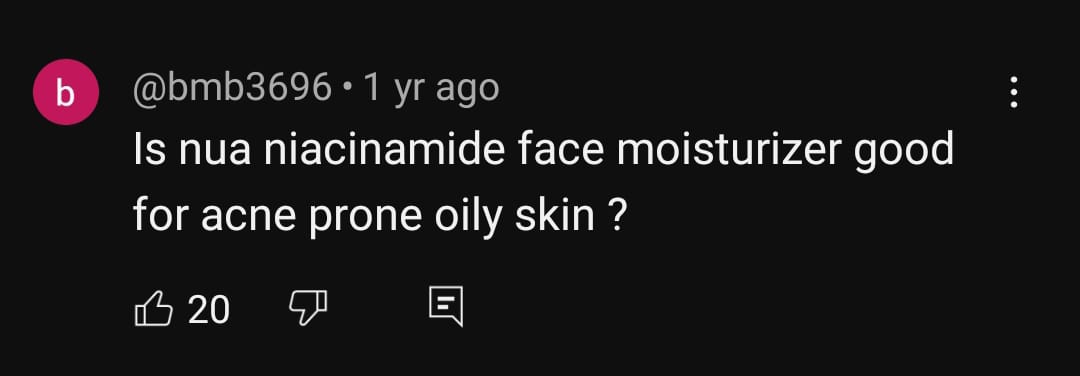 b
@bmb3696 • 1 yr ago
Is nua niacinamide face moisturizer good
for acne prone oily skin ?
20